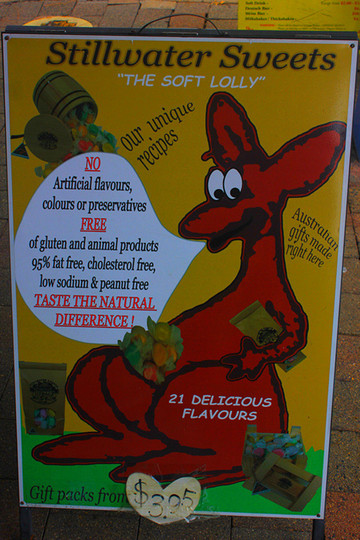 Stillwater Sweets
"THE SOFT LOLLY"
Our unique
recipes
NO
Artificial flavours,
colours or preservatives
FREE
of gluten and animal products
95% fat free, cholesterol free,
low sodium & peanut free
TASTE THE NATURAL
DIFFERENCE !
Australian
gifts made
right here
21 DELICIOUS
FLAVOURS
Gift packs from
$3.95